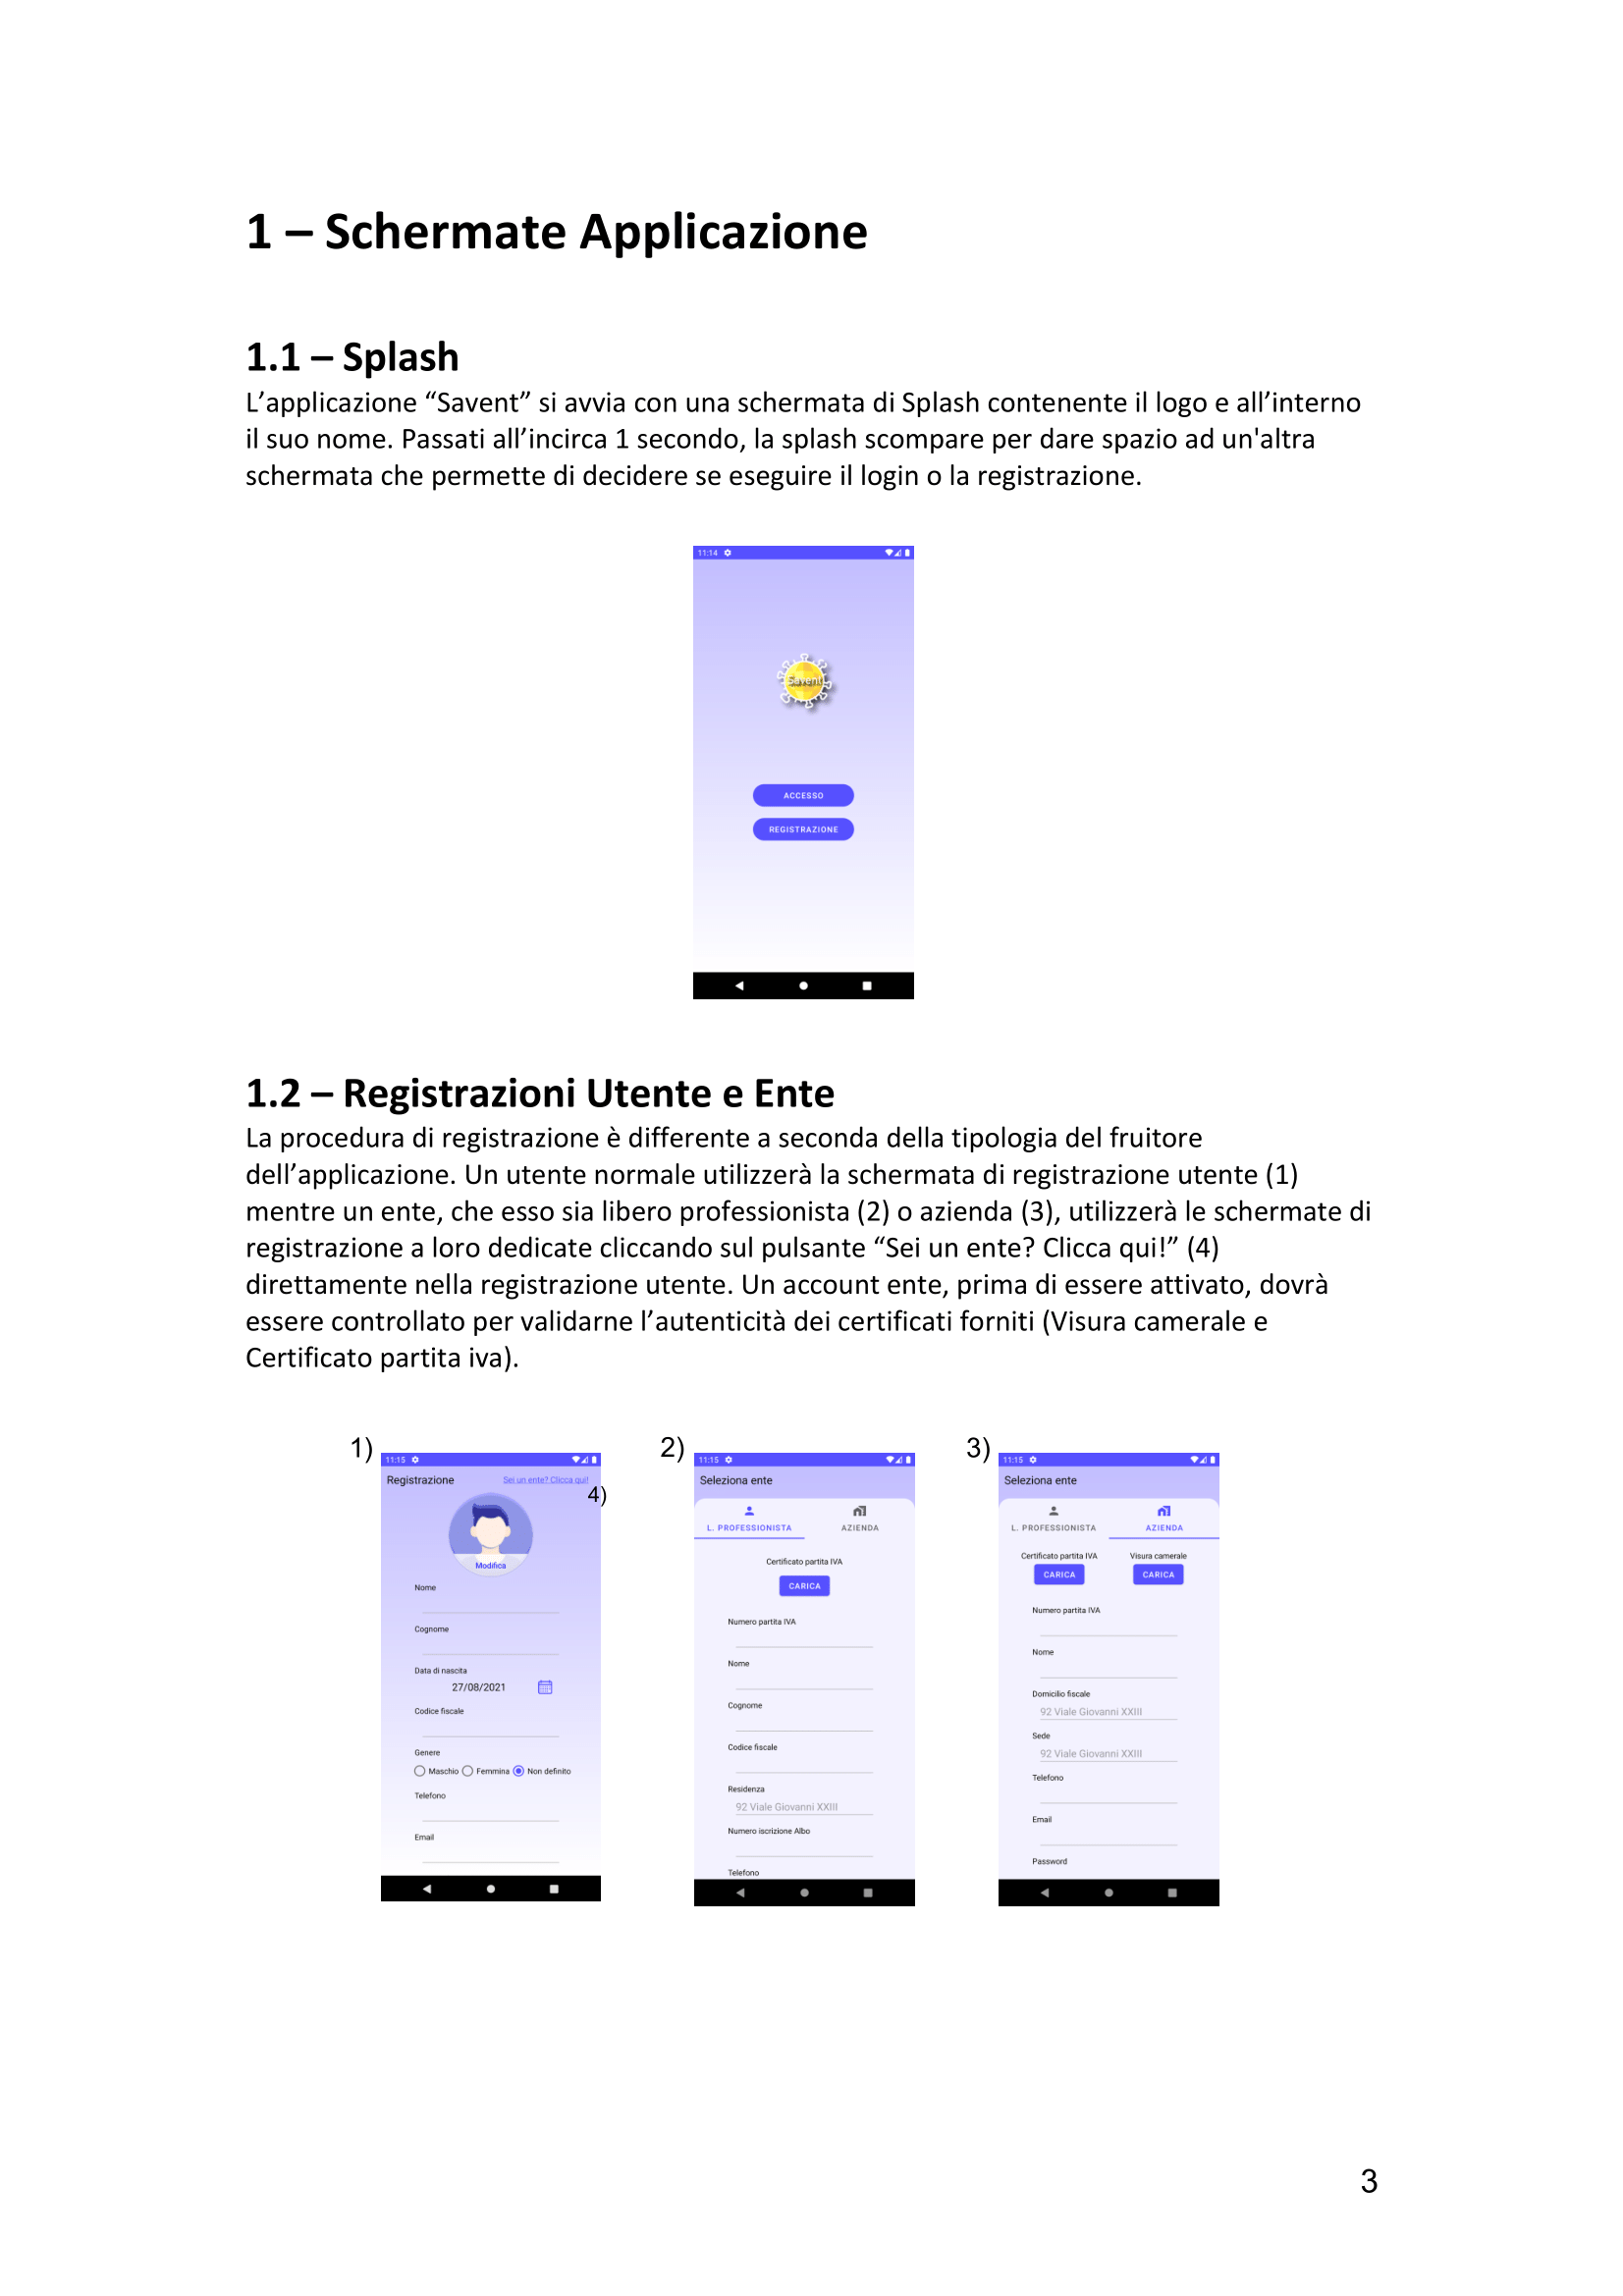 1 – Schermate Applicazione
1.1 – Splash
L’applicazione “Savent” si avvia con una schermata di Splash contenente il logo e all’interno
il suo nome. Passati all’incirca 1 secondo, la splash scompare per dare spazio ad un'altra
schermata che permette di decidere se eseguire il login o la registrazione.
11:14
Savent
ACCESSO
REGISTRAZIONE
1.2 – Registrazioni Utente e Ente
La procedura di registrazione è differente a seconda della tipologia del fruitore
dell’applicazione. Un utente normale utilizzerà la schermata di registrazione utente (1)
mentre un ente, che esso sia libero professionista (2) o azienda (3), utilizzerà le schermate di
registrazione a loro dedicate cliccando sul pulsante “Sei un ente? Clicca qui!” (4)
direttamente nella registrazione utente. Un account ente, prima di essere attivato, dovrà
essere controllato per validarne l’autenticità dei certificati forniti (Visura camerale e
Certificato partita iva).
1)
11:15
Registrazione
Sei un ente? Clicca qui!
4)
Modifica
Nome
Cognome
Data di nascita
27/08/2021
Codice fiscale
Genere
Maschio Femmina Non definito
Telefono
Email
2)
11:15
Seleziona ente
L. PROFESSIONISTA AZIENDA
Certificato partita IVA
CARICA
Numero partita IVA
Nome
Cognome
Codice fiscale
Residenza
92 Viale Giovanni XXIII
Numero iscrizione Albo
Telefono
3)
11:15
Seleziona ente
L. PROFESSIONISTA AZIENDA
Certificato partita IVA Visura camerale
CARICA CARICA
Numero partita IVA
Nome
Domicilio fiscale
92 Viale Giovanni XXIII
Sede
92 Viale Giovanni XXIII
Telefono
Email
Password
3